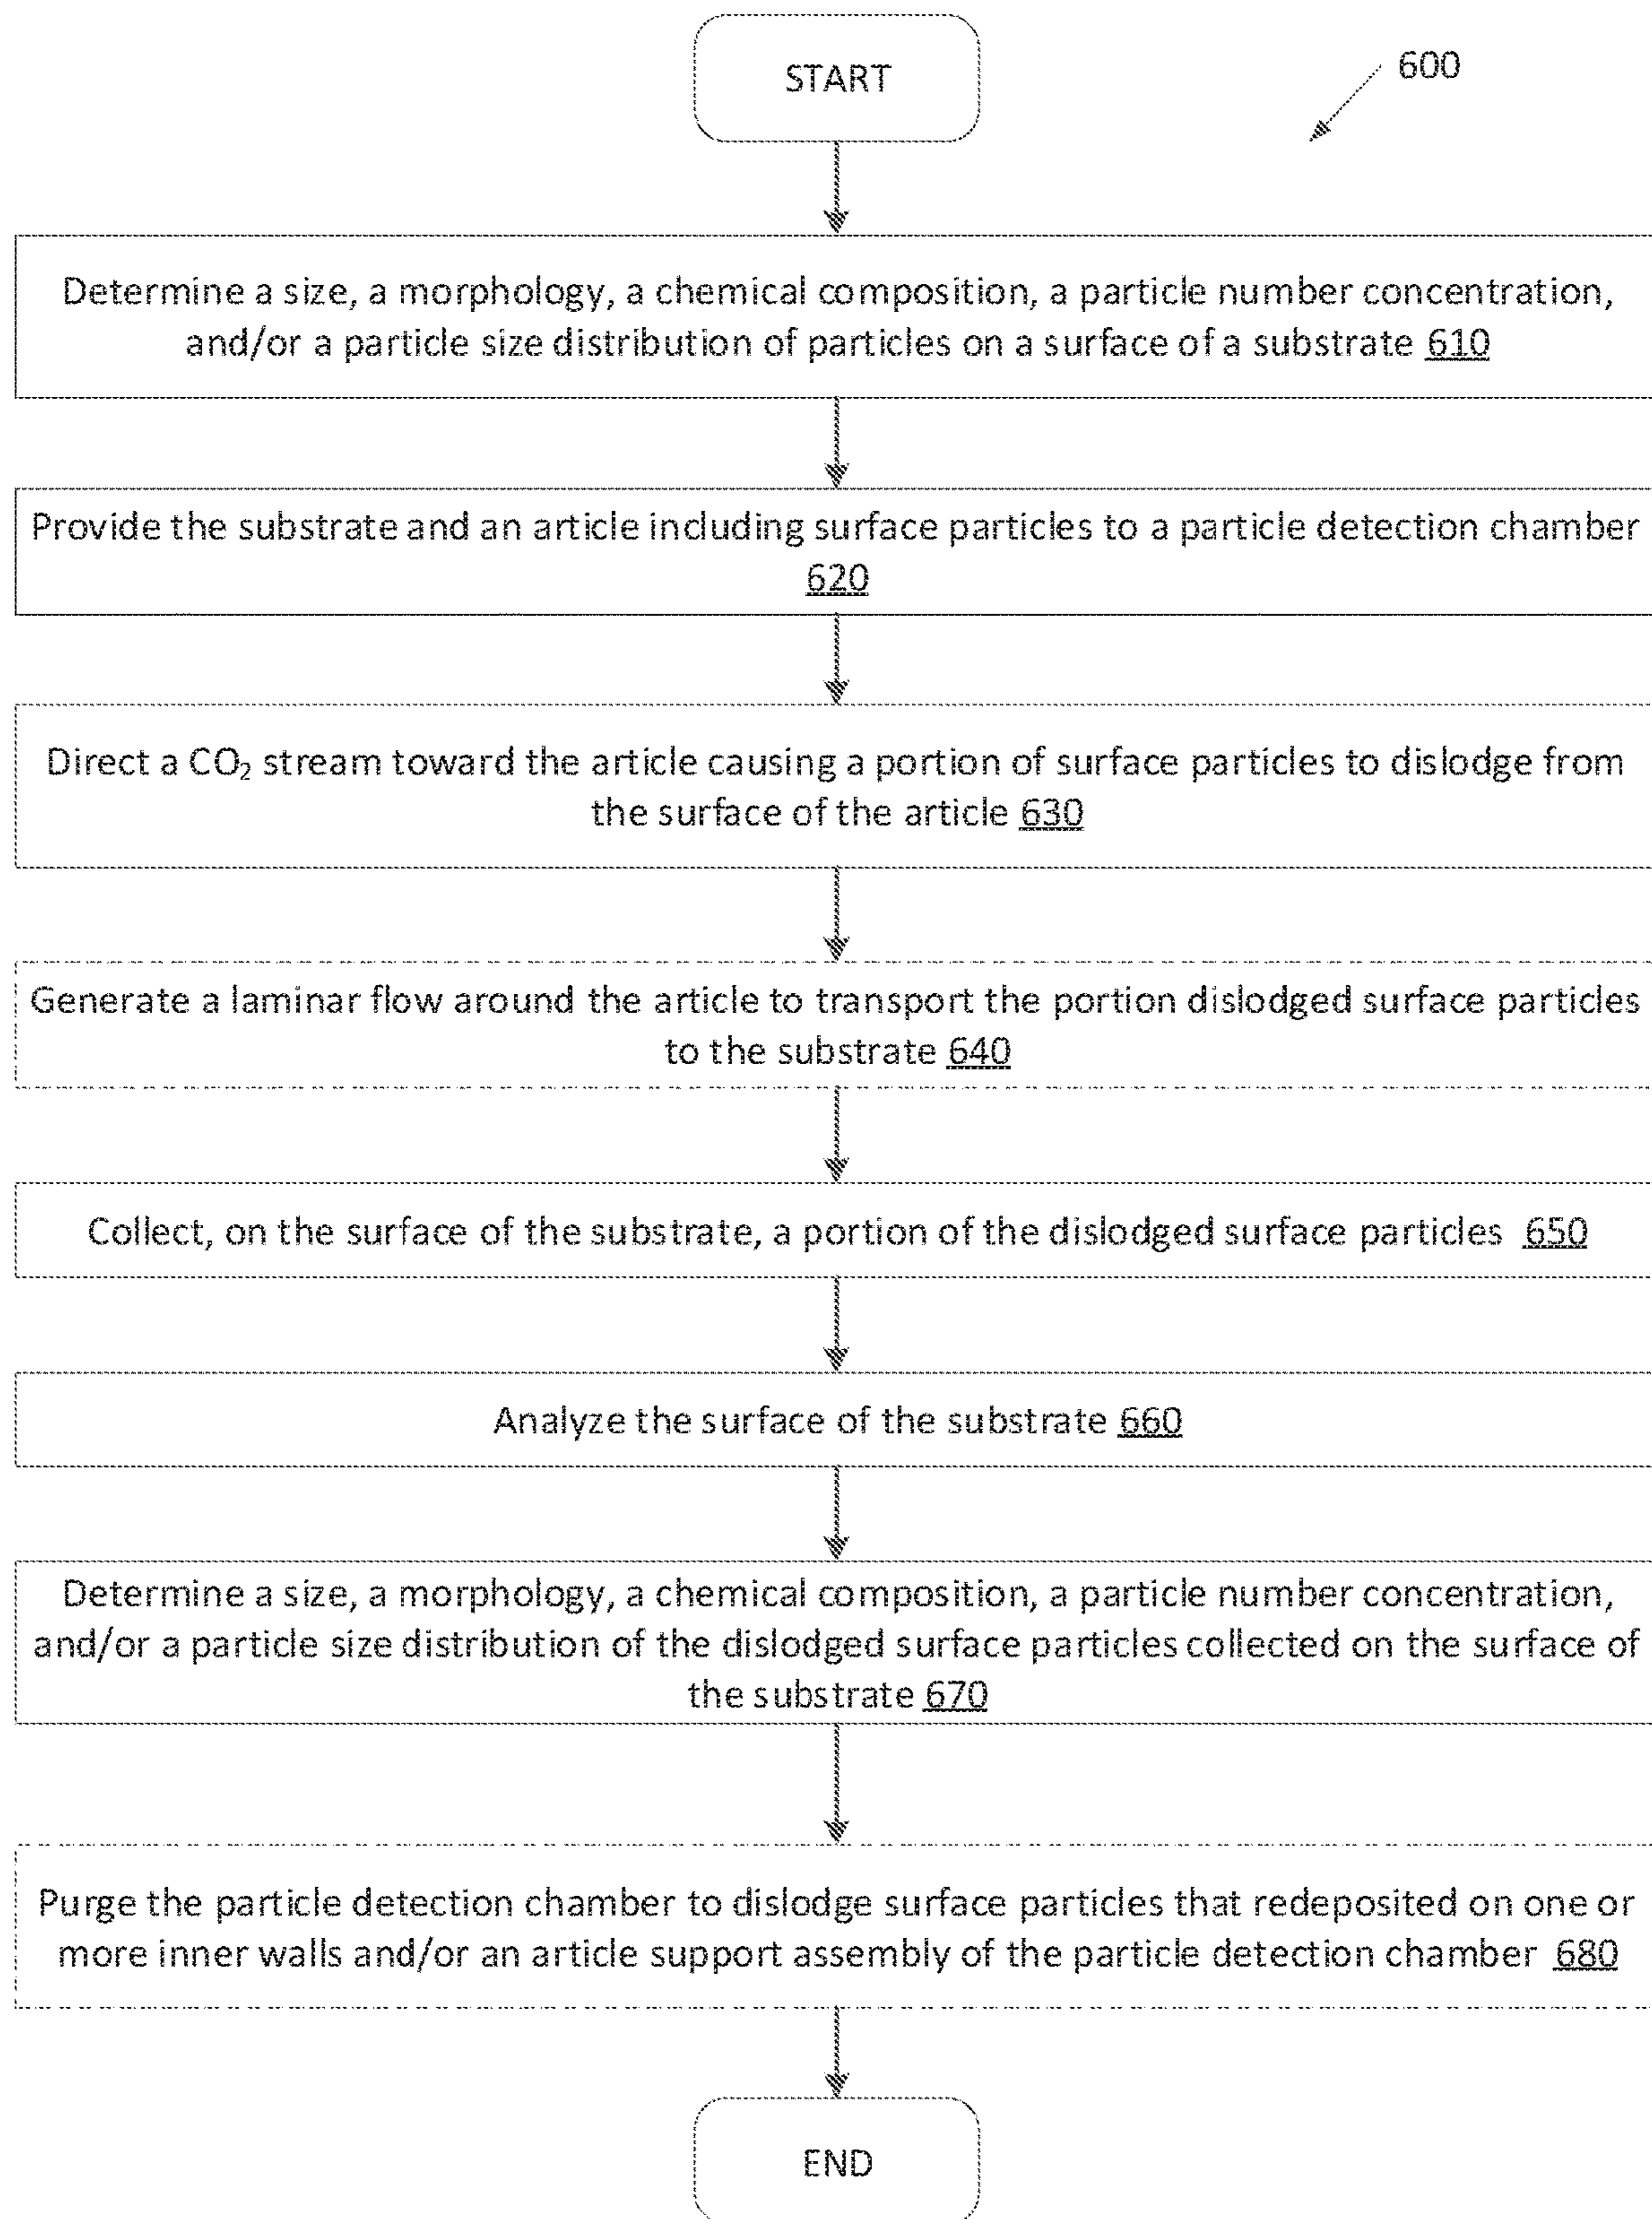 START
600
Determine a size, a morphology, a chemical composition, a particle number concentration,
and/or a particle size distribution of particles on a surface of a substrate 610
Provide the substrate and an article including surface particles to a particle detection chamber
620
Direct a CO₂ stream toward the article causing a portion of surface particles to dislodge from
the surface of the article 630
Generate a laminar flow around the article to transport the portion dislodged surface particles
to the substrate 640
Collect, on the surface of the substrate, a portion of the dislodged surface particles 650
Analyze the surface of the substrate 660
Determine a size, a morphology, a chemical composition, a particle number concentration,
and/or a particle size distribution of the dislodged surface particles collected on the surface of
the substrate 670
Purge the particle detection chamber to dislodge surface particles that redeposited on one or
more inner walls and/or an article support assembly of the particle detection chamber 680
END